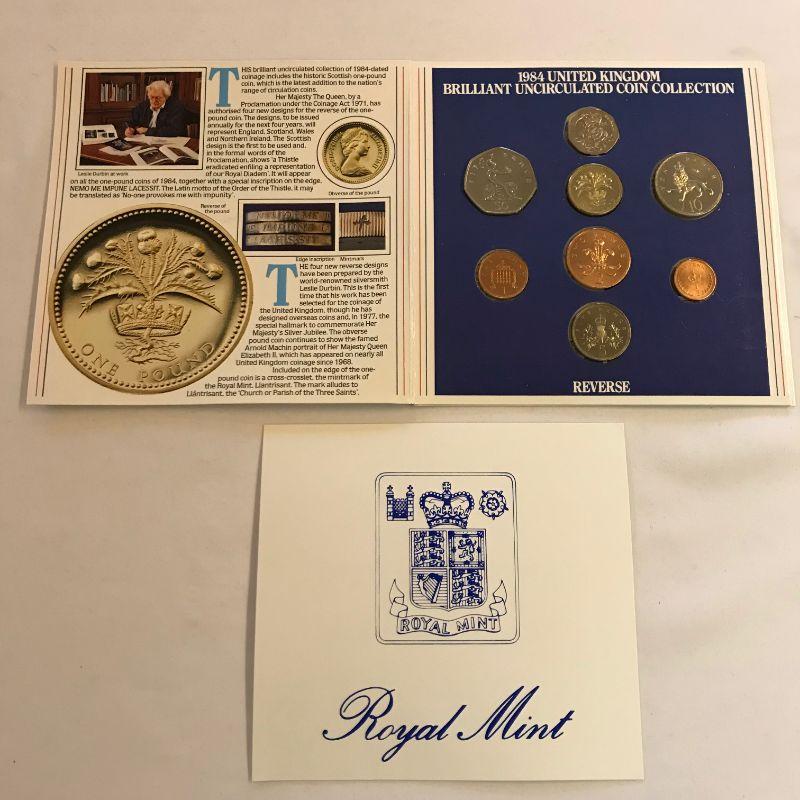 THIS brilliant uncirculated collection of 1984-dated
coinage includes the historic Scottish one-pound
coin, which is the latest addition to the nation's
range of circulation coins.
Her Majesty The Queen, by a
Proclamation under the Coinage Act 1971, has
authorised four new designs for the reverse of the one-
pound coin. The designs, to be issued
annually for the next four years, will
represent England, Scotland, Wales
and Northern Ireland. The Scottish
design is the first to be used and,
in the formal words of the
Proclamation, shows 'a Thistle
eradicated enfiling a representation
of our Royal Diadem'. It will appear
on all the one-pound coins of 1984, together with a special inscription on the edge,
NEMO ME IMPUNE LACESSIT. The Latin motto of the Order of the Thistle, it may
be translated as 'No-one provokes me with impunity'.
Leslie Durbin at work
Obverse of the pound
Reverse of
the pound
Edge Inscription
Mintmark
THE four new reverse designs
have been prepared by the
world-renowned silversmith
Leslie Durbin. This is the first
time that his work has been
selected for the coinage of
the United Kingdom, though he has
designed overseas coins and, in 1977, the
special hallmark to commemorate Her
Majesty's Silver Jubilee. The obverse
pound coin continues to show the famed
Arnold Machin portrait of Her Majesty Queen
Elizabeth II, which has appeared on nearly all
United Kingdom coinage since 1968.
Included on the edge of the one-
pound coin is a cross-crosslet, the mintmark of
the Royal Mint, Llantrisant. The mark alludes to
Llantrisant, the 'Church or Parish of the Three Saints'.
ONE POUND
1984 UNITED KINGDOM
BRILLIANT UNCIRCULATED COIN COLLECTION
50
10
1
2
REVERSE
ROYAL MINT
Royal Mint